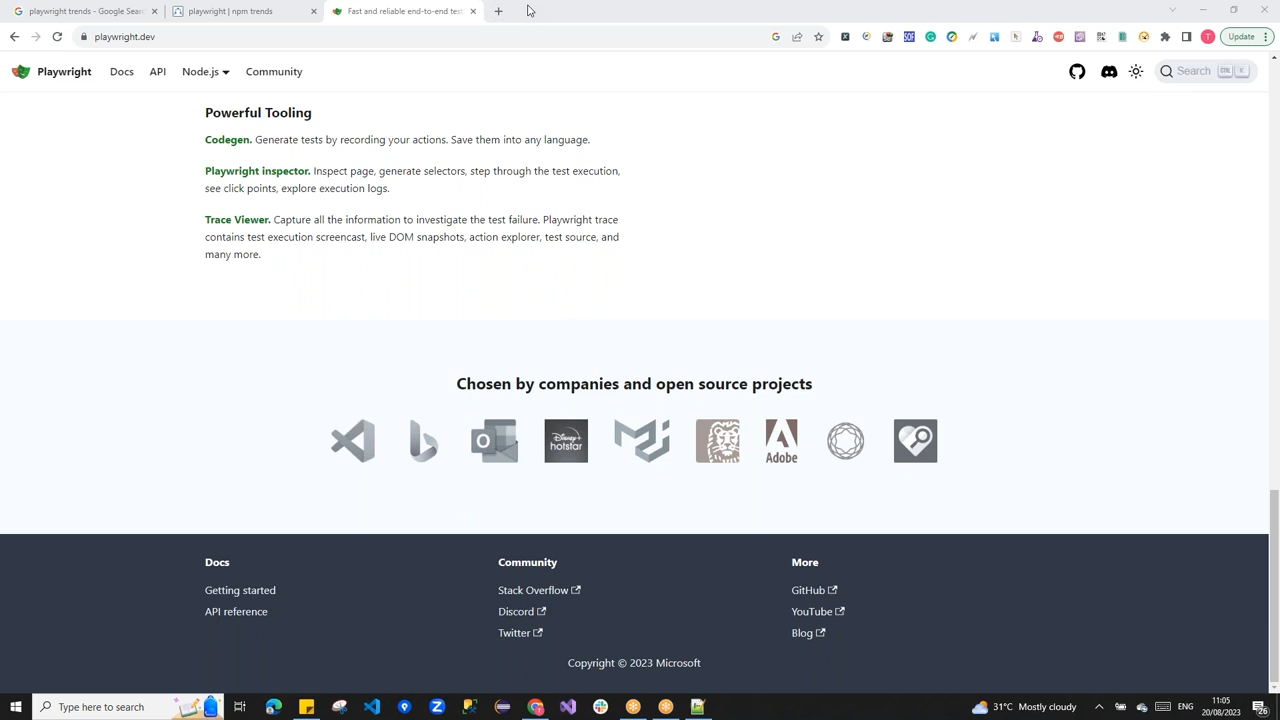 playwright trends - Google Sear
playwright | npm trends
Fast and reliable end-to-end tes
playwright.dev
Update
Playwright
Docs
API
Node.js
Community
Search
Powerful Tooling
Codegen. Generate tests by recording your actions. Save them into any language.
Playwright inspector. Inspect page, generate selectors, step through the test execution,
see click points, explore execution logs.
Trace Viewer. Capture all the information to investigate the test failure. Playwright trace
contains test execution screencast, live DOM snapshots, action explorer, test source, and
many more.
Chosen by companies and open source projects
Disney+
hotstar
Adobe
Docs
Getting started
API reference
Community
Stack Overflow
Discord
Twitter
More
GitHub
YouTube
Blog
Copyright © 2023 Microsoft
Type here to search
31°C Mostly cloudy
ENG
11:05
20/08/2023
26